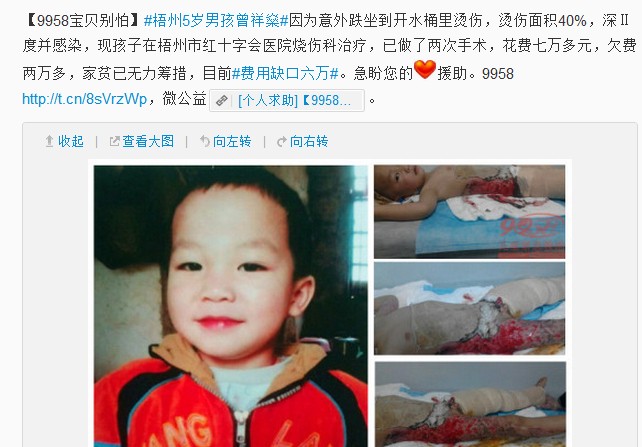 【9958宝贝别怕】#梧州5岁男孩曾祥燊#因为意外跌坐到开水桶里烫伤，烫伤面积40%，深Ⅱ
度并感染，现孩子在梧州市红十字会医院烧伤科治疗，已做了两次手术，花费七万多元，欠费
两万多，家贫已无力筹措，目前#费用缺口六万#。急盼您的❤援助。9958
http://t.cn/8sVrzWp，微公益 [个人求助]【9958... 。
收起 | 查看大图 | 向左转 | 向右转